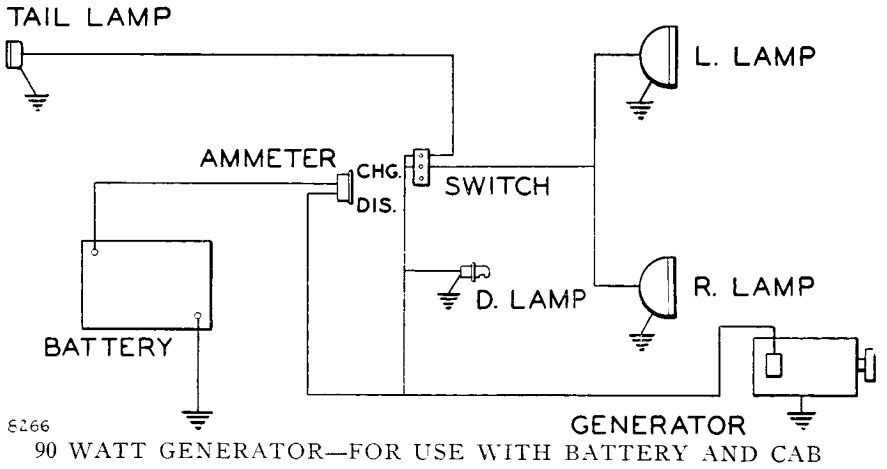 TAIL LAMP
L. LAMP
AMMETER
CHG.
SWITCH
DIS.
D. LAMP
R. LAMP
BATTERY
GENERATOR
8266
90 WATT GENERATOR—FOR USE WITH BATTERY AND CAB